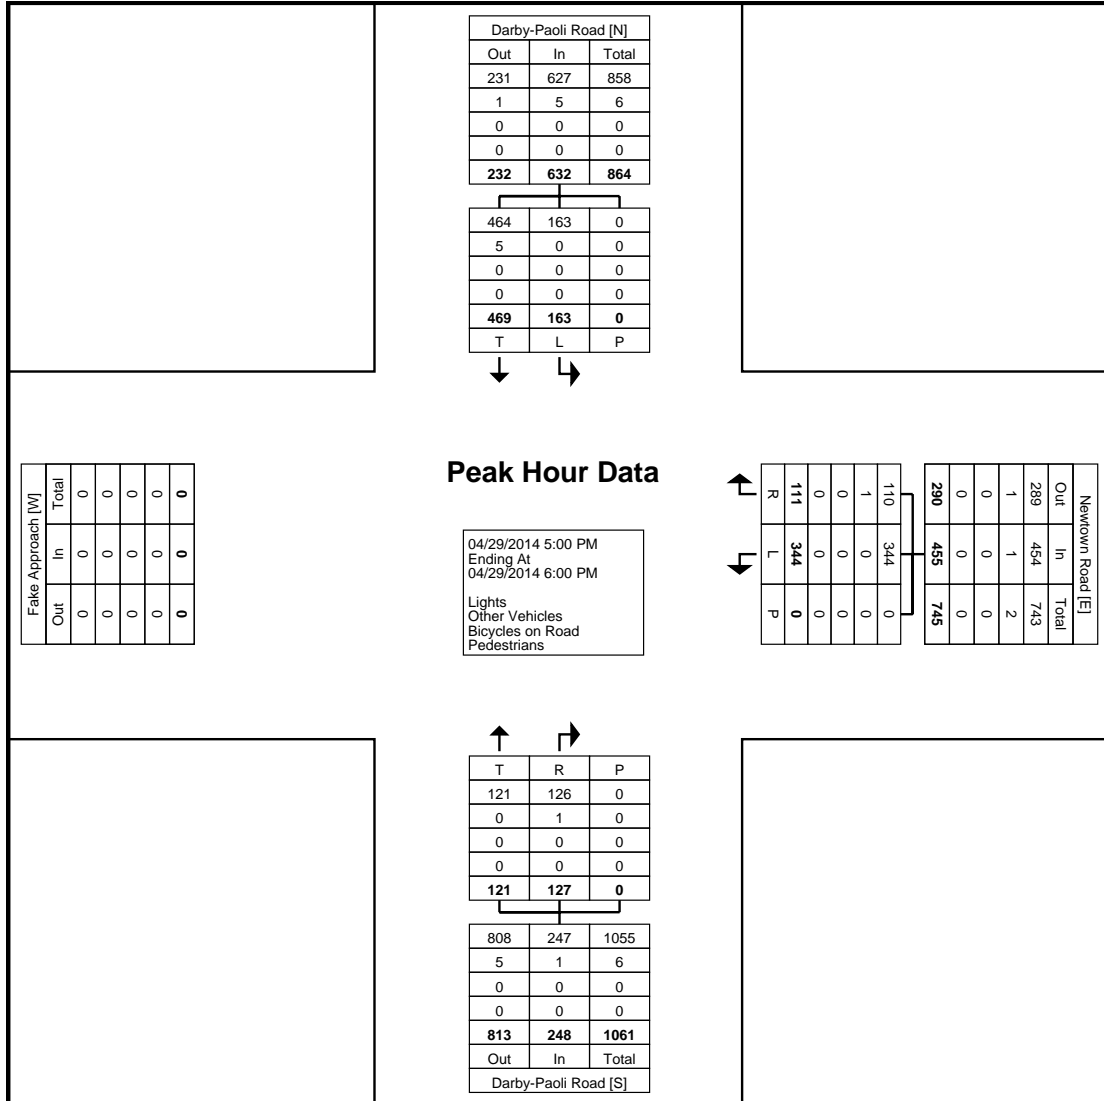 Darby-Paoli Road [N]
Out In Total
231 627 858
1 5 6
0 0 0
0 0 0
232 632 864
464 163 0
5 0 0
0 0 0
0 0 0
469 163 0
T L P
Fake Approach [W]
Total In Out
0 0 0
0 0 0
0 0 0
0 0 0
0 0 0
Peak Hour Data
04/29/2014 5:00 PM
Ending At
04/29/2014 6:00 PM
Lights
Other Vehicles
Bicycles on Road
Pedestrians
Newtown Road [E]
Out In Total
289 454 743
1 1 2
0 0 0
0 0 0
290 455 745
110 344 0
1 0 0
0 0 0
0 0 0
111 344 0
R L P
T R P
121 126 0
0 1 0
0 0 0
0 0 0
121 127 0
808 247 1055
5 1 6
0 0 0
0 0 0
813 248 1061
Out In Total
Darby-Paoli Road [S]